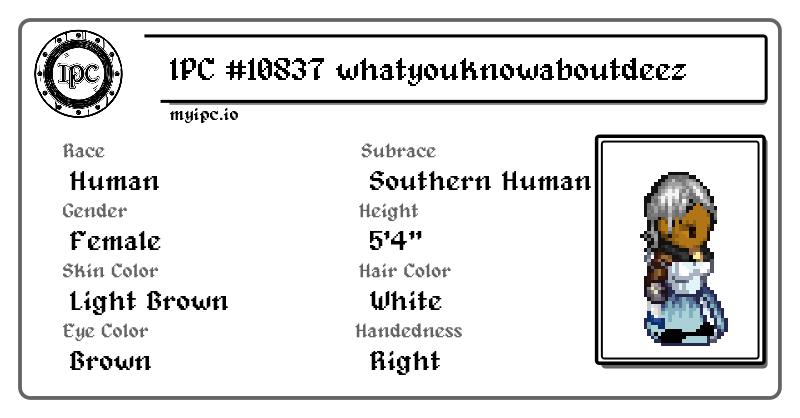 IPC
IPC #10837 whatyouknowaboutdeez
myipc.io
Race
Human
Subrace
Southern Human
Gender
Female
Height
5'4"
Skin Color
Light Brown
Hair Color
White
Eye Color
Brown
Handedness
Right